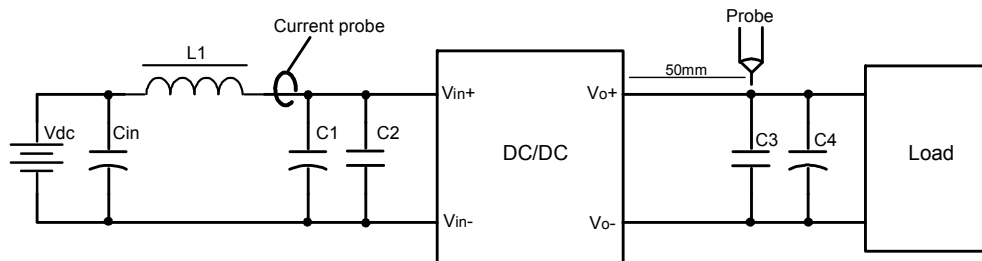 Probe
Current probe
L1
50mm
Vin+
Vo+
Vdc
Cin
C1
C2
DC/DC
C3
C4
Load
Vin-
Vo-